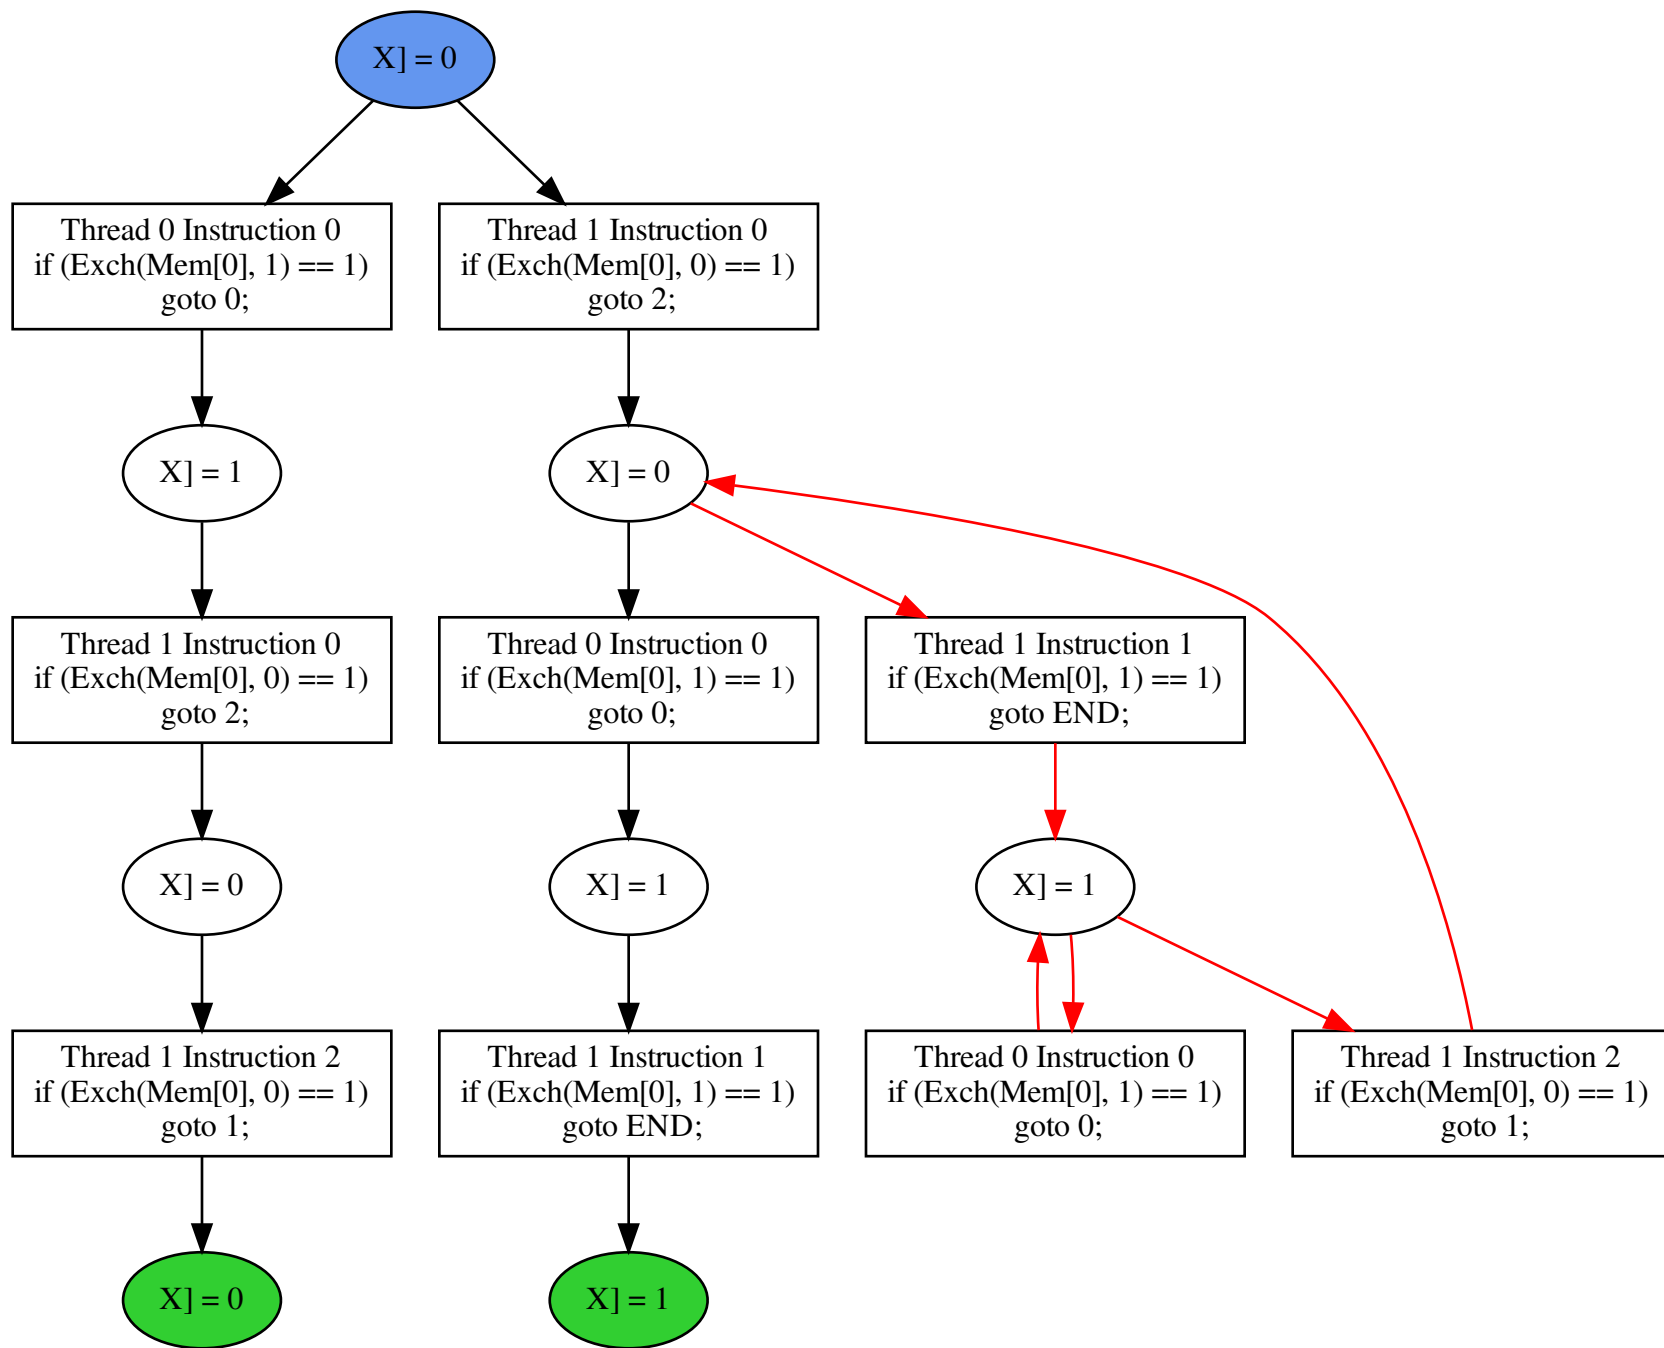 X] = 0
Thread 0 Instruction 0
if (Exch(Mem[0], 1) == 1)
goto 0;
Thread 1 Instruction 0
if (Exch(Mem[0], 0) == 1)
goto 2;
X] = 1
X] = 0
Thread 1 Instruction 0
if (Exch(Mem[0], 0) == 1)
goto 2;
Thread 0 Instruction 0
if (Exch(Mem[0], 1) == 1)
goto 0;
Thread 1 Instruction 1
if (Exch(Mem[0], 1) == 1)
goto END;
X] = 0
X] = 1
X] = 1
Thread 1 Instruction 2
if (Exch(Mem[0], 0) == 1)
goto 1;
Thread 1 Instruction 1
if (Exch(Mem[0], 1) == 1)
goto END;
Thread 0 Instruction 0
if (Exch(Mem[0], 1) == 1)
goto 0;
Thread 1 Instruction 2
if (Exch(Mem[0], 0) == 1)
goto 1;
X] = 0
X] = 1